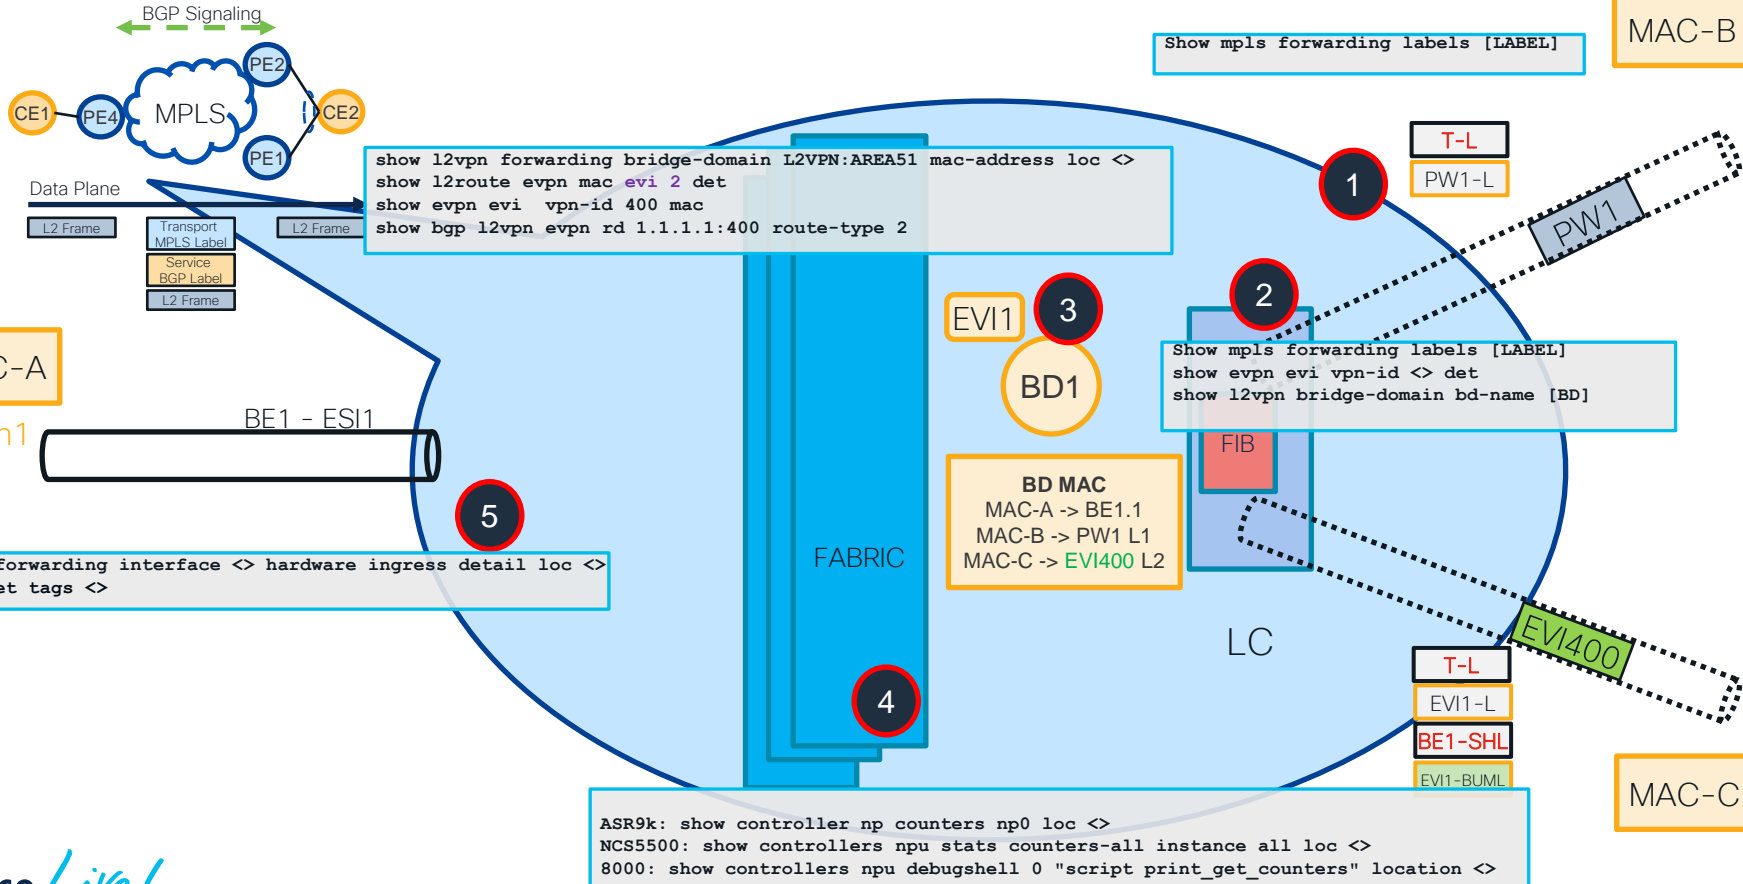 BGP Signaling
PE2
CE1
PE4
MPLS
CE2
PE1
Data Plane
L2 Frame
Transport
MPLS Label
L2 Frame
Service
BGP Label
L2 Frame
Show mpls forwarding labels [LABEL]
MAC-B
show l2vpn forwarding bridge-domain L2VPN:AREA51 mac-address loc <>
show l2route evpn mac evi 2 det
show evpn evi  vpn-id 400 mac
show bgp l2vpn evpn rd 1.1.1.1:400 route-type 2
1
T-L
PW1-L
PW1
2
EVI1
3
BD1
Show mpls forwarding labels [LABEL]
show evpn evi vpn-id <> det
show l2vpn bridge-domain bd-name [BD]
FIB
C-A
n1
BE1 - ESI1
5
forwarding interface <> hardware ingress detail loc <>
et tags <>
FABRIC
BD MAC
MAC-A -> BE1.1
MAC-B -> PW1 L1
MAC-C -> EVI400 L2
4
LC
EVI400
T-L
EVI1-L
BE1-SHL
EVI1-BUML
MAC-C
ASR9k: show controller np counters np0 loc <>
NCS5500: show controllers npu stats counters-all instance all loc <>
8000: show controllers npu debugshell 0 "script print_get_counters" location <>